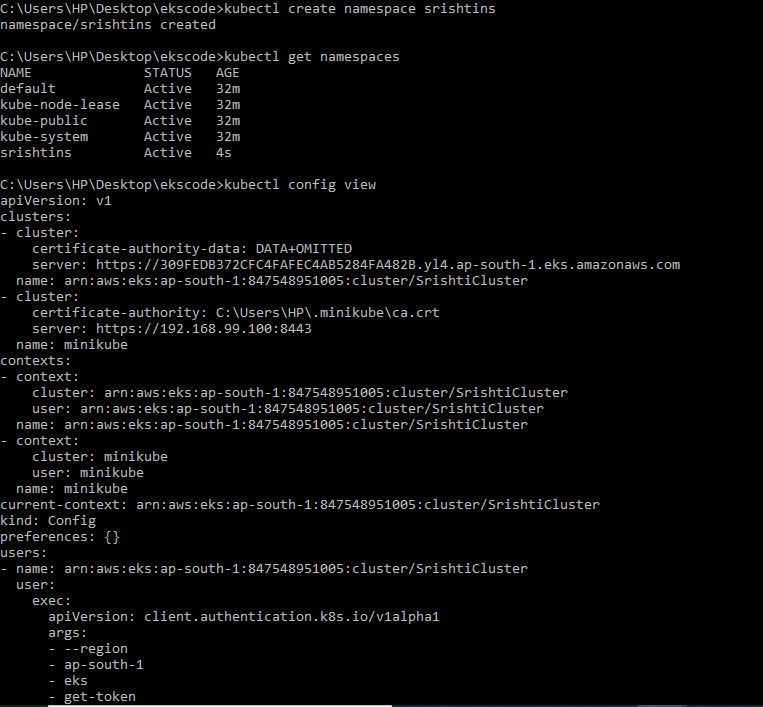 C:\Users\HP\Desktop\ekscode>kubectl create namespace srishtins
namespace/srishtins created
C:\Users\HP\Desktop\ekscode>kubectl get namespaces
NAME STATUS AGE
default Active 32m
kube-node-lease Active 32m
kube-public Active 32m
kube-system Active 32m
srishtins Active 4s
C:\Users\HP\Desktop\ekscode>kubectl config view
apiVersion: v1
clusters:
- cluster:
    certificate-authority-data: DATA+OMITTED
    server: https://309FEDB372CFC4FAFEC4AB5284FA482B.yl4.ap-south-1.eks.amazonaws.com
  name: arn:aws:eks:ap-south-1:847548951005:cluster/SrishtiCluster
- cluster:
    certificate-authority: C:\Users\HP\.minikube\ca.crt
    server: https://192.168.99.100:8443
  name: minikube
contexts:
- context:
    cluster: arn:aws:eks:ap-south-1:847548951005:cluster/SrishtiCluster
    user: arn:aws:eks:ap-south-1:847548951005:cluster/SrishtiCluster
  name: arn:aws:eks:ap-south-1:847548951005:cluster/SrishtiCluster
- context:
    cluster: minikube
    user: minikube
  name: minikube
current-context: arn:aws:eks:ap-south-1:847548951005:cluster/SrishtiCluster
kind: Config
preferences: {}
users:
- name: arn:aws:eks:ap-south-1:847548951005:cluster/SrishtiCluster
  user:
    exec:
      apiVersion: client.authentication.k8s.io/v1alpha1
      args:
      - --region
      - ap-south-1
      - eks
      - get-token